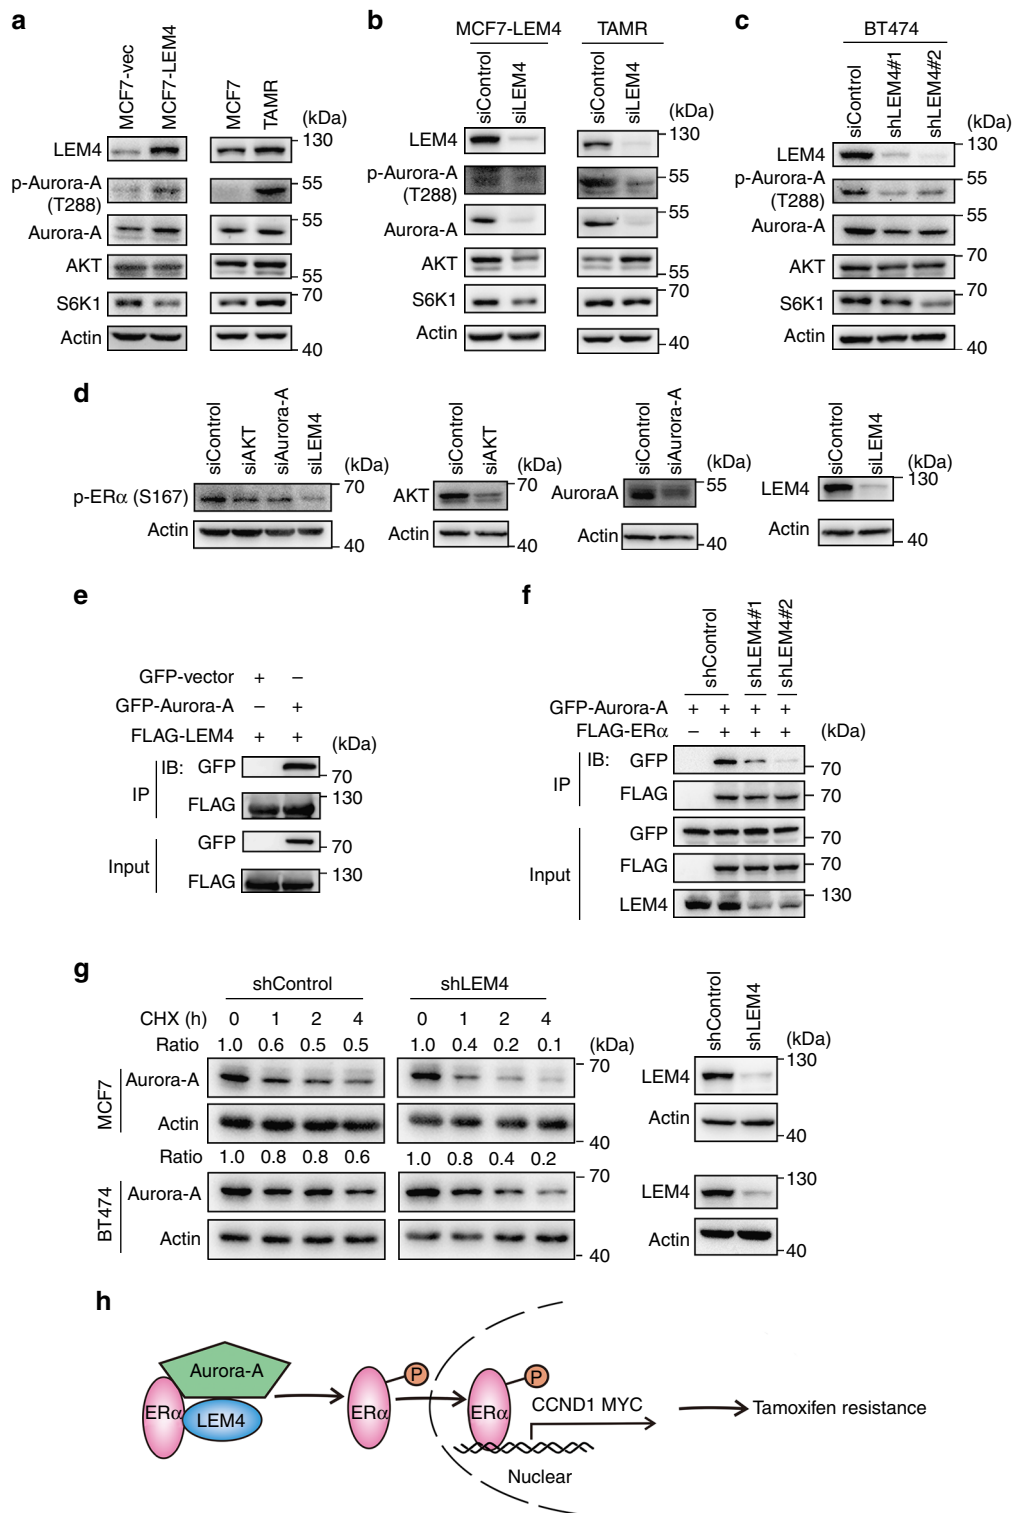 a
MCF7-vec
MCF7-LEM4
MCF7
TAMR
(kDa)
LEM4
130
p-Aurora-A
(T288)
55
Aurora-A
55
AKT
55
S6K1
70
Actin
40
b
MCF7-LEM4
TAMR
siControl
siLEM4
siControl
siLEM4
(kDa)
LEM4
130
p-Aurora-A
(T288)
55
Aurora-A
55
AKT
70
S6K1
70
Actin
40
c
BT474
siControl
shLEM4#1
shLEM4#2
(kDa)
LEM4
130
p-Aurora-A
(T288)
55
Aurora-A
55
AKT
70
S6K1
70
Actin
40
d
siControl
siAKT
siAurora-A
siLEM4
(kDa)
p-ERα (S167)
70
Actin
40
siControl
siAKT
(kDa)
AKT
70
Actin
40
siControl
siAurora-A
(kDa)
AuroraA
55
Actin
40
siControl
siLEM4
(kDa)
LEM4
130
Actin
40
e
GFP-vector + −
GFP-Aurora-A − +
FLAG-LEM4 + +
(kDa)
IP
IB: GFP
70
FLAG
130
Input
GFP
70
FLAG
130
f
shControl
shLEM4#1
shLEM4#2
GFP-Aurora-A + + + +
FLAG-ERα − + + + (kDa)
IP
IB: GFP
70
FLAG
70
Input
GFP
70
FLAG
70
LEM4
130
g
shControl
shLEM4
CHX (h) 0 1 2 4 0 1 2 4
Ratio 1.0 0.6 0.5 0.5 1.0 0.4 0.2 0.1 (kDa)
MCF7
Aurora-A
70
Actin
40
Ratio 1.0 0.8 0.8 0.6 1.0 0.8 0.4 0.2
BT474
Aurora-A
70
Actin
40
shControl
shLEM4
(kDa)
LEM4
130
Actin
40
LEM4
130
Actin
40
h
Aurora-A
ERα
LEM4
ERα
P
ERα
P
CCND1 MYC
Tamoxifen resistance
Nuclear